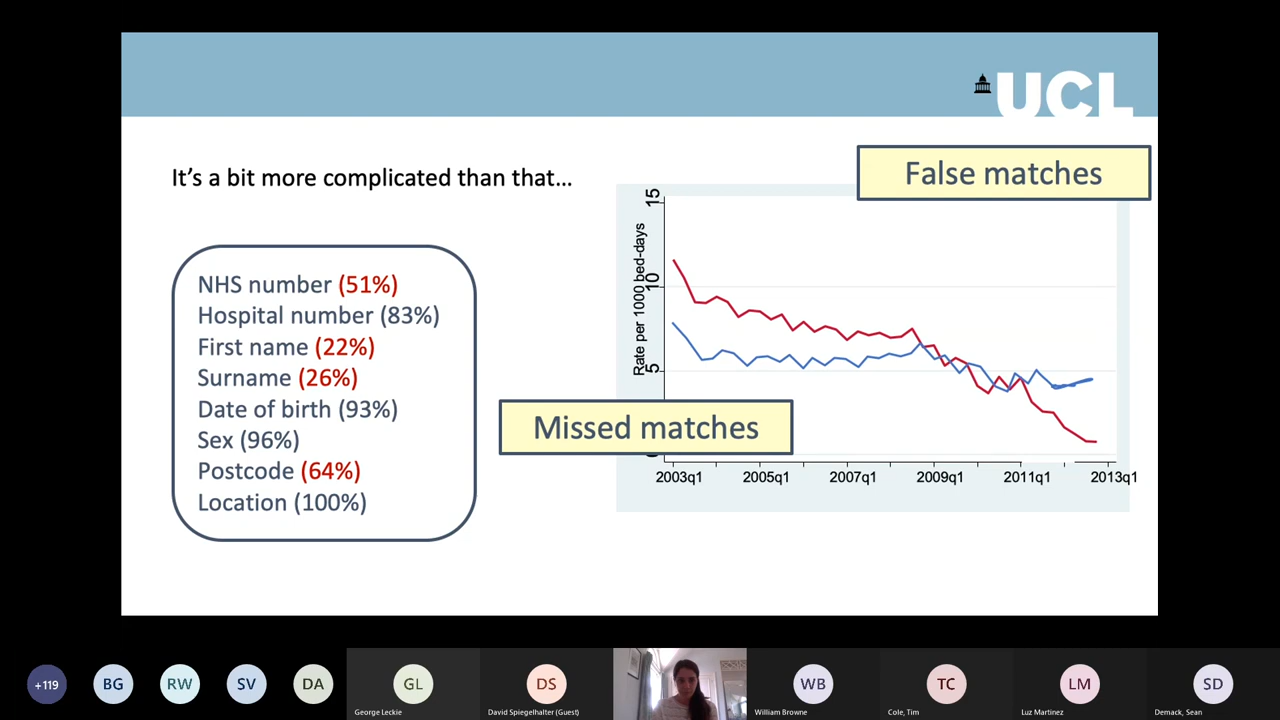 UCL
It's a bit more complicated than that...
False matches
NHS number (51%)
Hospital number (83%)
First name (22%)
Surname (26%)
Date of birth (93%)
Sex (96%)
Postcode (64%)
Location (100%)
Rate per 1000 bed-days
15
10
5
Missed matches
2003q1 2005q1 2007q1 2009q1 2011q1 2013q1
+119 BG RW SV DA GL DS WB TC LM SD
George Leckie David Spiegelhalter (Guest) William Browne Cole, Tim Luz Martinez Demack, Sean